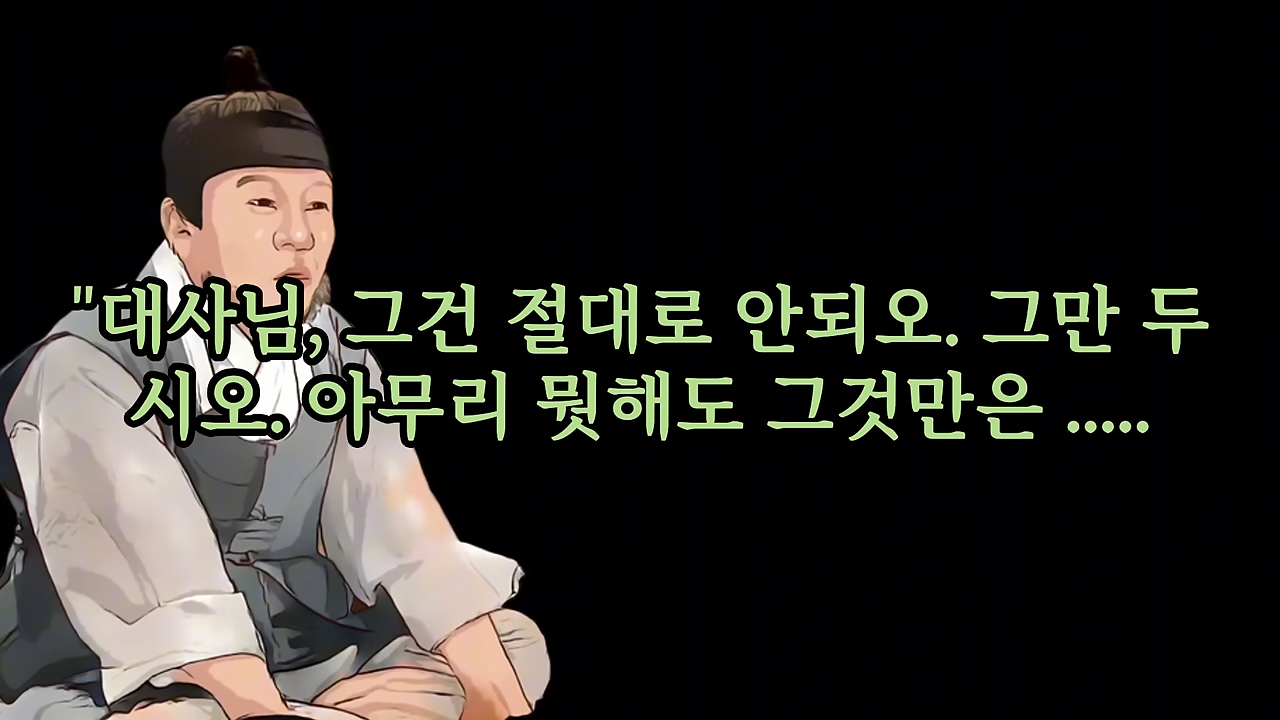 "대사님, 그건 절대로 안되오. 그만 두
시오. 아무리 뭣해도 그것만은 .....